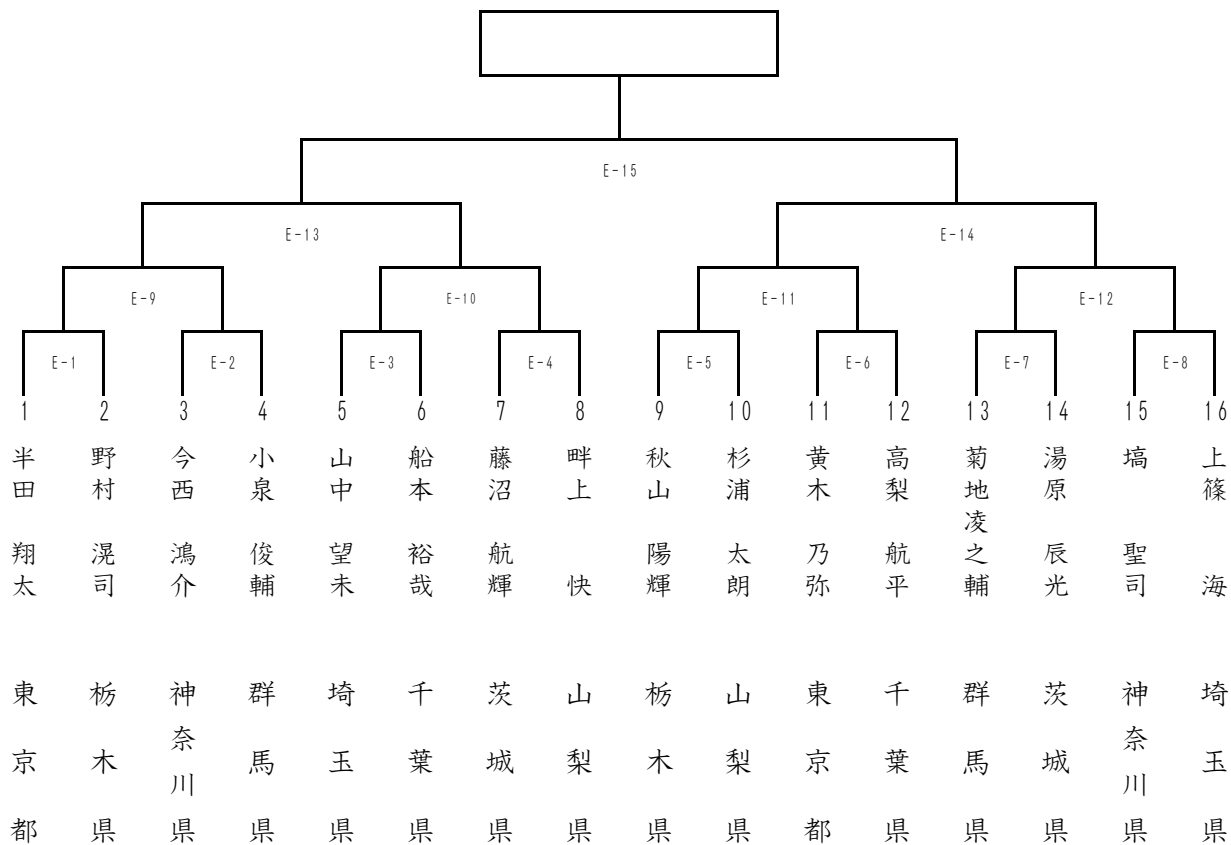 E-15
E-13
E-14
E-9
E-10
E-11
E-12
E-1
E-2
E-3
E-4
E-5
E-6
E-7
E-8
1
2
3
4
5
6
7
8
9
10
11
12
13
14
15
16
半田 翔太
野村 滉司
今西 鴻介
小泉 俊輔
山中 望未
船本 裕哉
藤沼 航輝
畔上 快
秋山 陽輝
杉浦 太朗
黄木 乃弥
高梨 航平
菊地凌之輔
湯原 辰光
塙 聖司
上篠 海
東京都
栃木県
神奈川県
群馬県
埼玉県
千葉県
茨城県
山梨県
栃木県
山梨県
東京都
千葉県
群馬県
茨城県
神奈川県
埼玉県